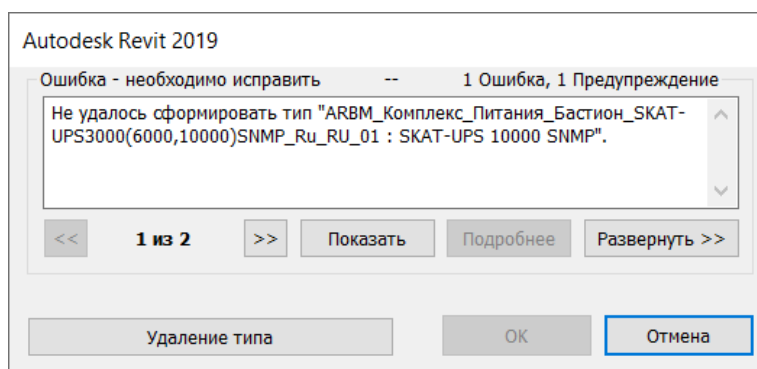 Autodesk Revit 2019
Ошибка - необходимо исправить -- 1 Ошибка, 1 Предупреждение
Не удалось сформировать тип "ARBM_Комплекс_Питания_Бастион_SKAT-
UPS3000(6000,10000)SNMP_Ru_RU_01 : SKAT-UPS 10000 SNMP".
<< 1 из 2 >> Показать Подробнее Развернуть >>
Удаление типа OK Отмена